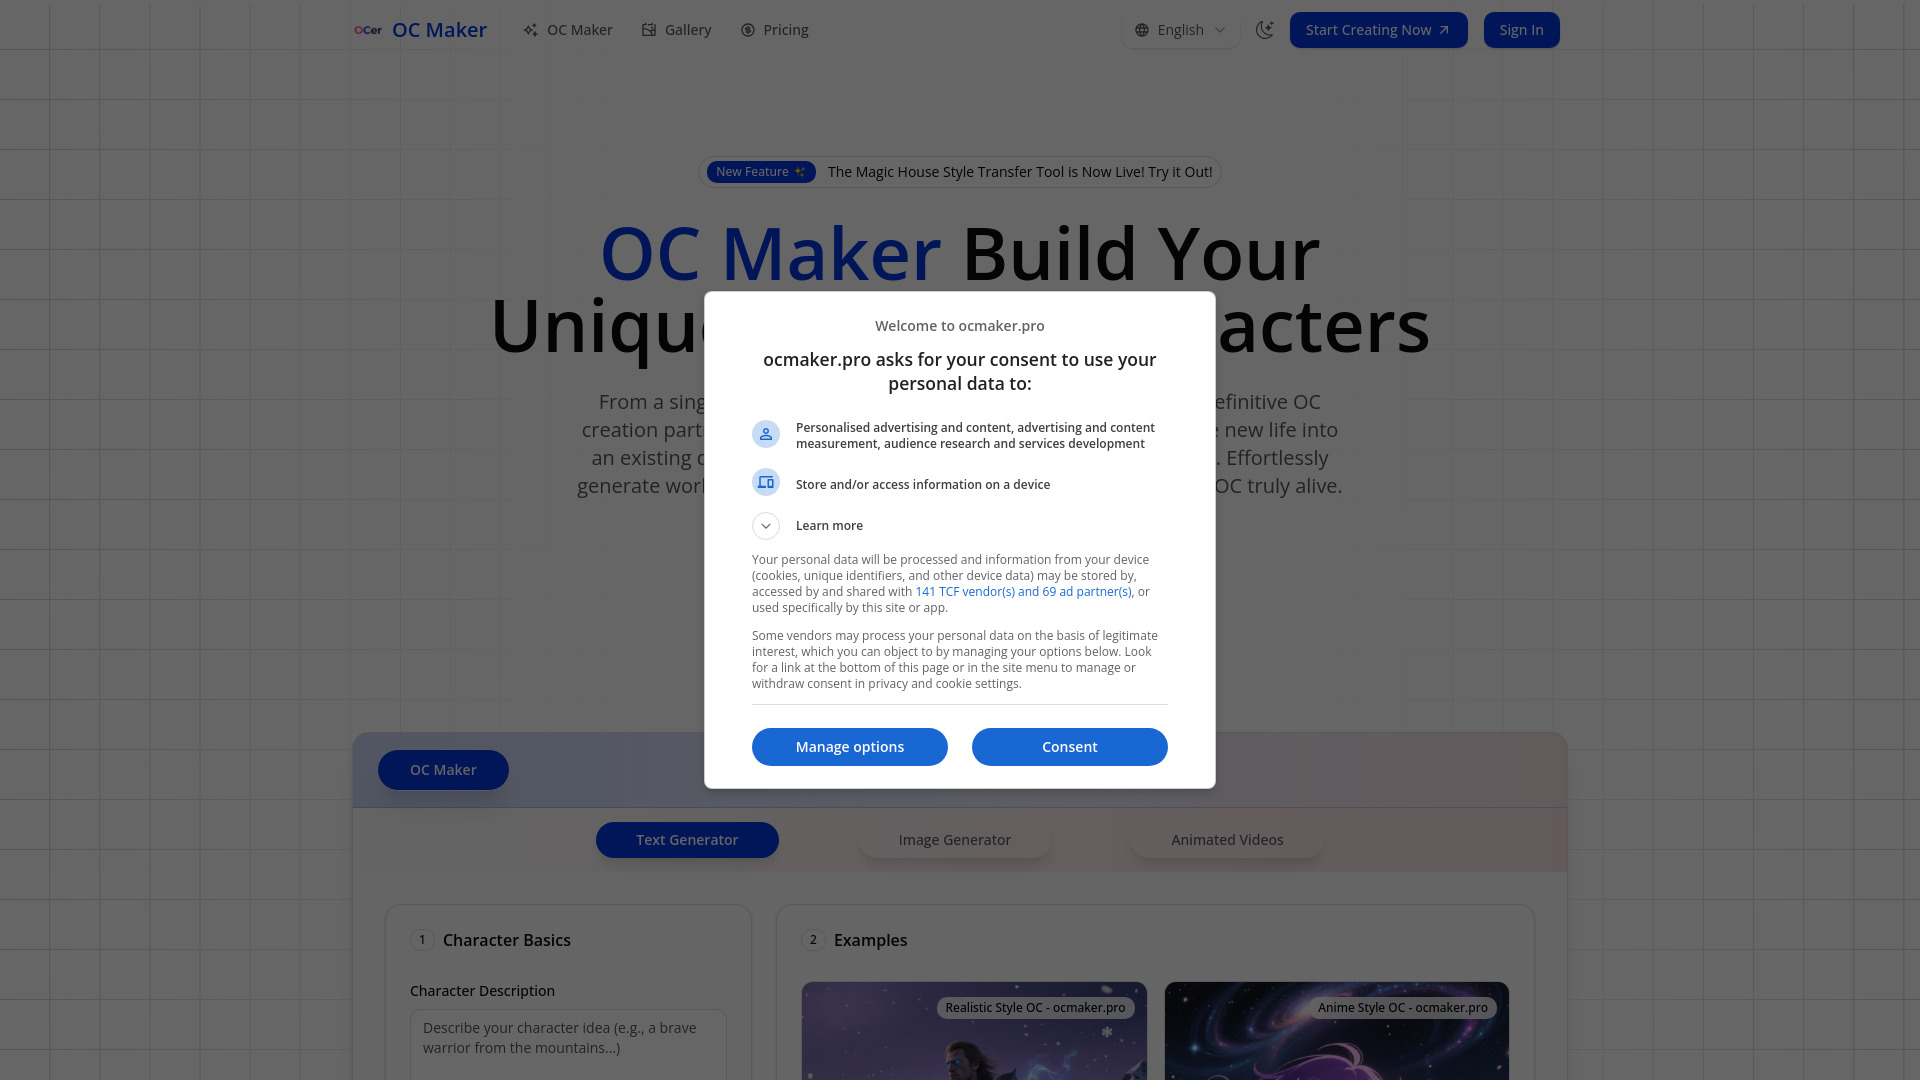 OCer OC Maker
OC Maker
Gallery
Pricing
English
Start Creating Now
Sign In
New Feature
The Magic House Style Transfer Tool is Now Live! Try it Out!
OC Maker Build Your
Uniqu acters
From a sing efinitive OC
creation part new life into
an existing . Effortlessly
generate OC truly alive.
Welcome to ocmaker.pro
ocmaker.pro asks for your consent to use your
personal data to:
Personalised advertising and content, advertising and content
measurement, audience research and services development
Store and/or access information on a device
Learn more
Your personal data will be processed and information from your device
(cookies, unique identifiers, and other device data) may be stored by,
accessed by and shared with 141 TCF vendor(s) and 69 ad partner(s), or
used specifically by this site or app.
Some vendors may process your personal data on the basis of legitimate
interest, which you can object to by managing your options below. Look
for a link at the bottom of this page or in the site menu to manage or
withdraw consent in privacy and cookie settings.
Manage options
Consent
OC Maker
Text Generator
Image Generator
Animated Videos
1 Character Basics
Character Description
Describe your character idea (e.g., a brave
warrior from the mountains...)
2 Examples
Realistic Style OC - ocmaker.pro
Anime Style OC - ocmaker.pro